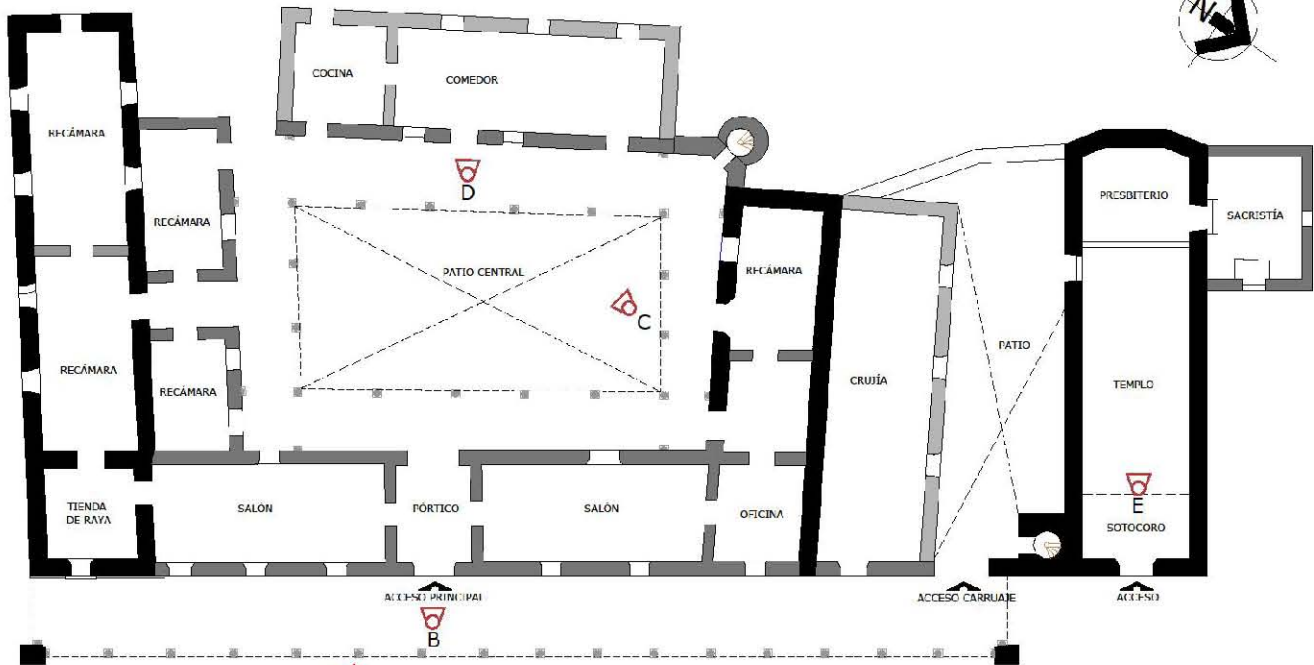 N
COCINA
COMEDOR
RECÁMARA
D
PRESBITERIO
SACRISTÍA
RECÁMARA
PATIO CENTRAL
RECÁMARA
C
PATIO
RECÁMARA
RECÁMARA
CRUJÍA
TEMPLO
TIENDA
DE RAYA
SALÓN
PÓRTICO
SALÓN
OFICINA
E
SOTOCORO
ACCESO PRINCIPAL
ACCESO CARRUAJE
ACCESO
B